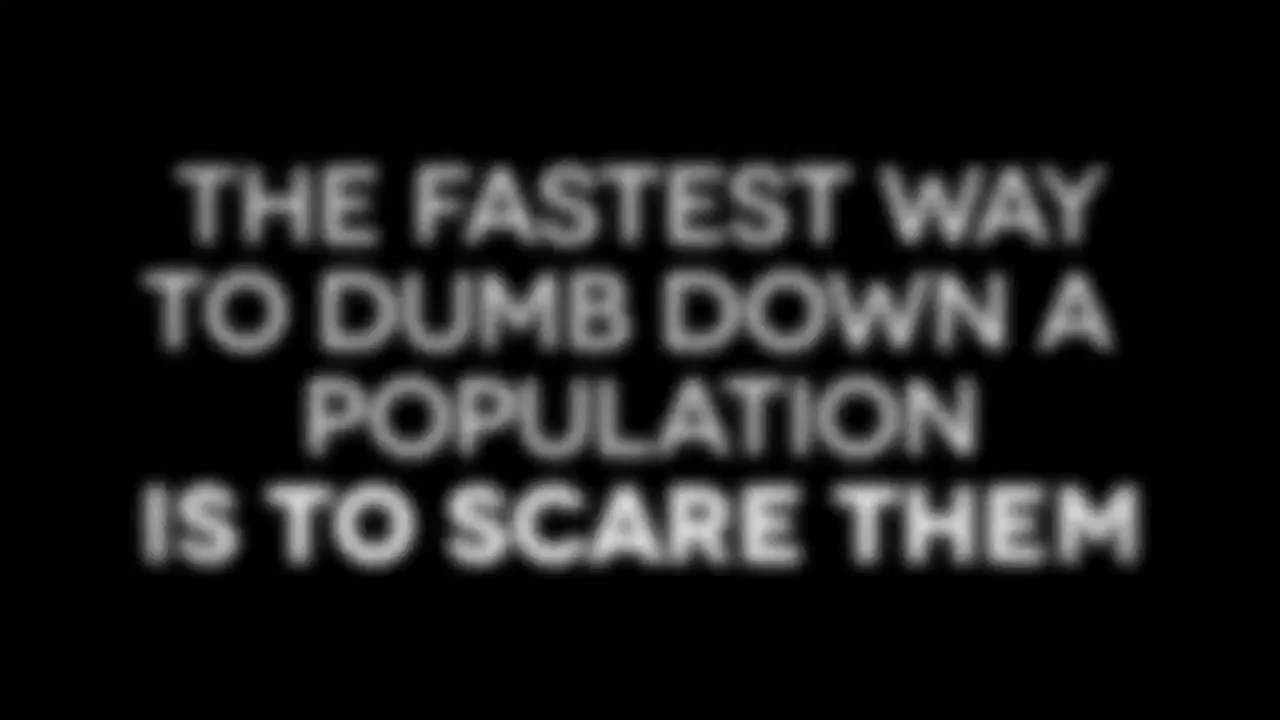 THE FASTEST WAY
TO DUMB DOWN A
POPULATION
IS TO SCARE THEM